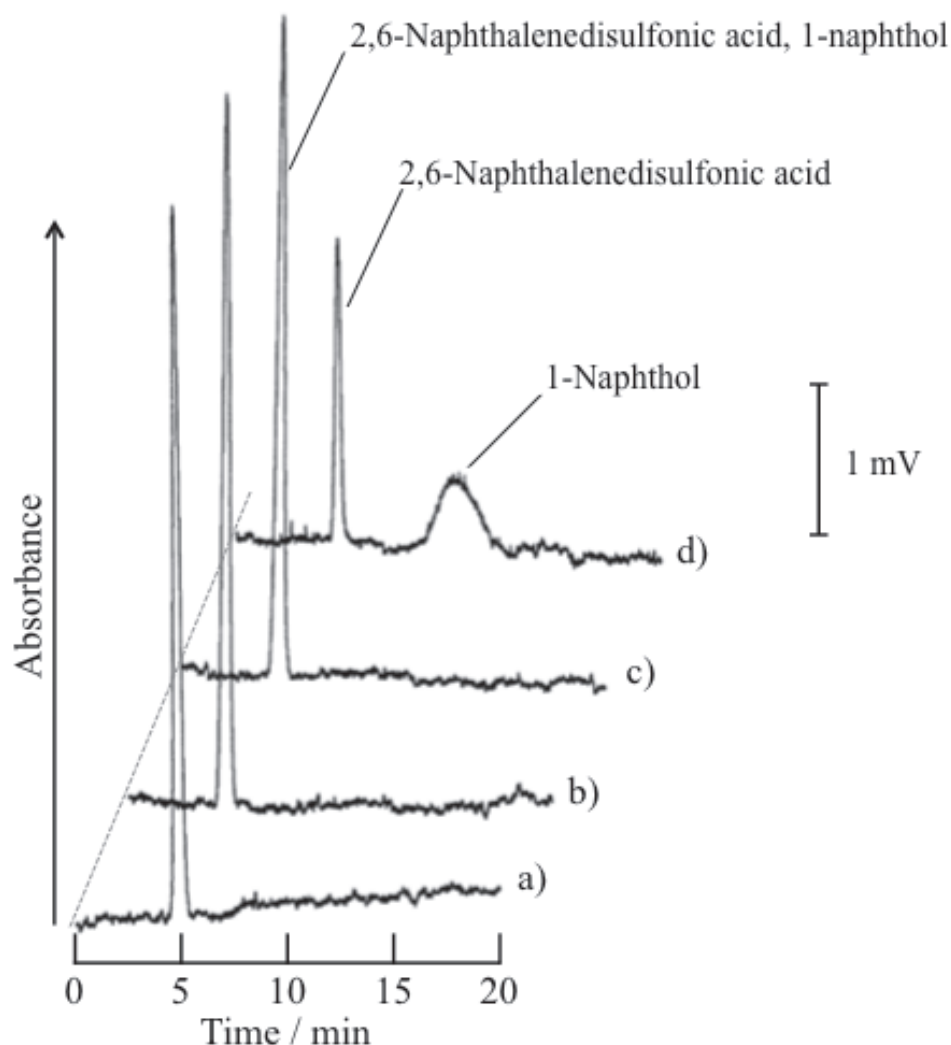 2,6-Naphthalenedisulfonic acid, 1-naphthol
2,6-Naphthalenedisulfonic acid
1-Naphthol
1 mV
Absorbance
d)
c)
b)
a)
0 5 10 15 20
Time / min